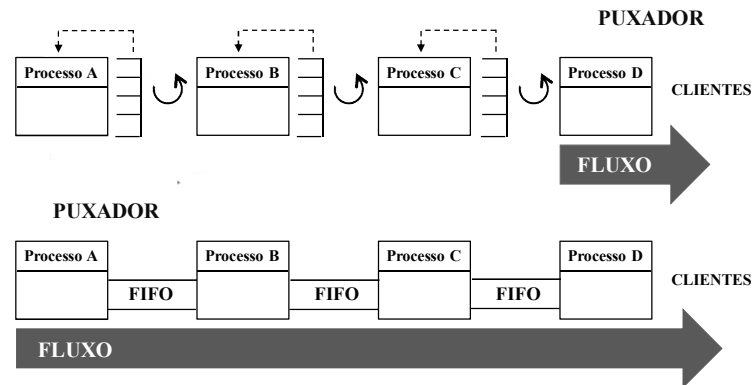 PUXADOR
Processo A Processo B Processo C Processo D
CLIENTES
FLUXO
PUXADOR
Processo A Processo B Processo C Processo D
CLIENTES
FIFO FIFO FIFO
FLUXO